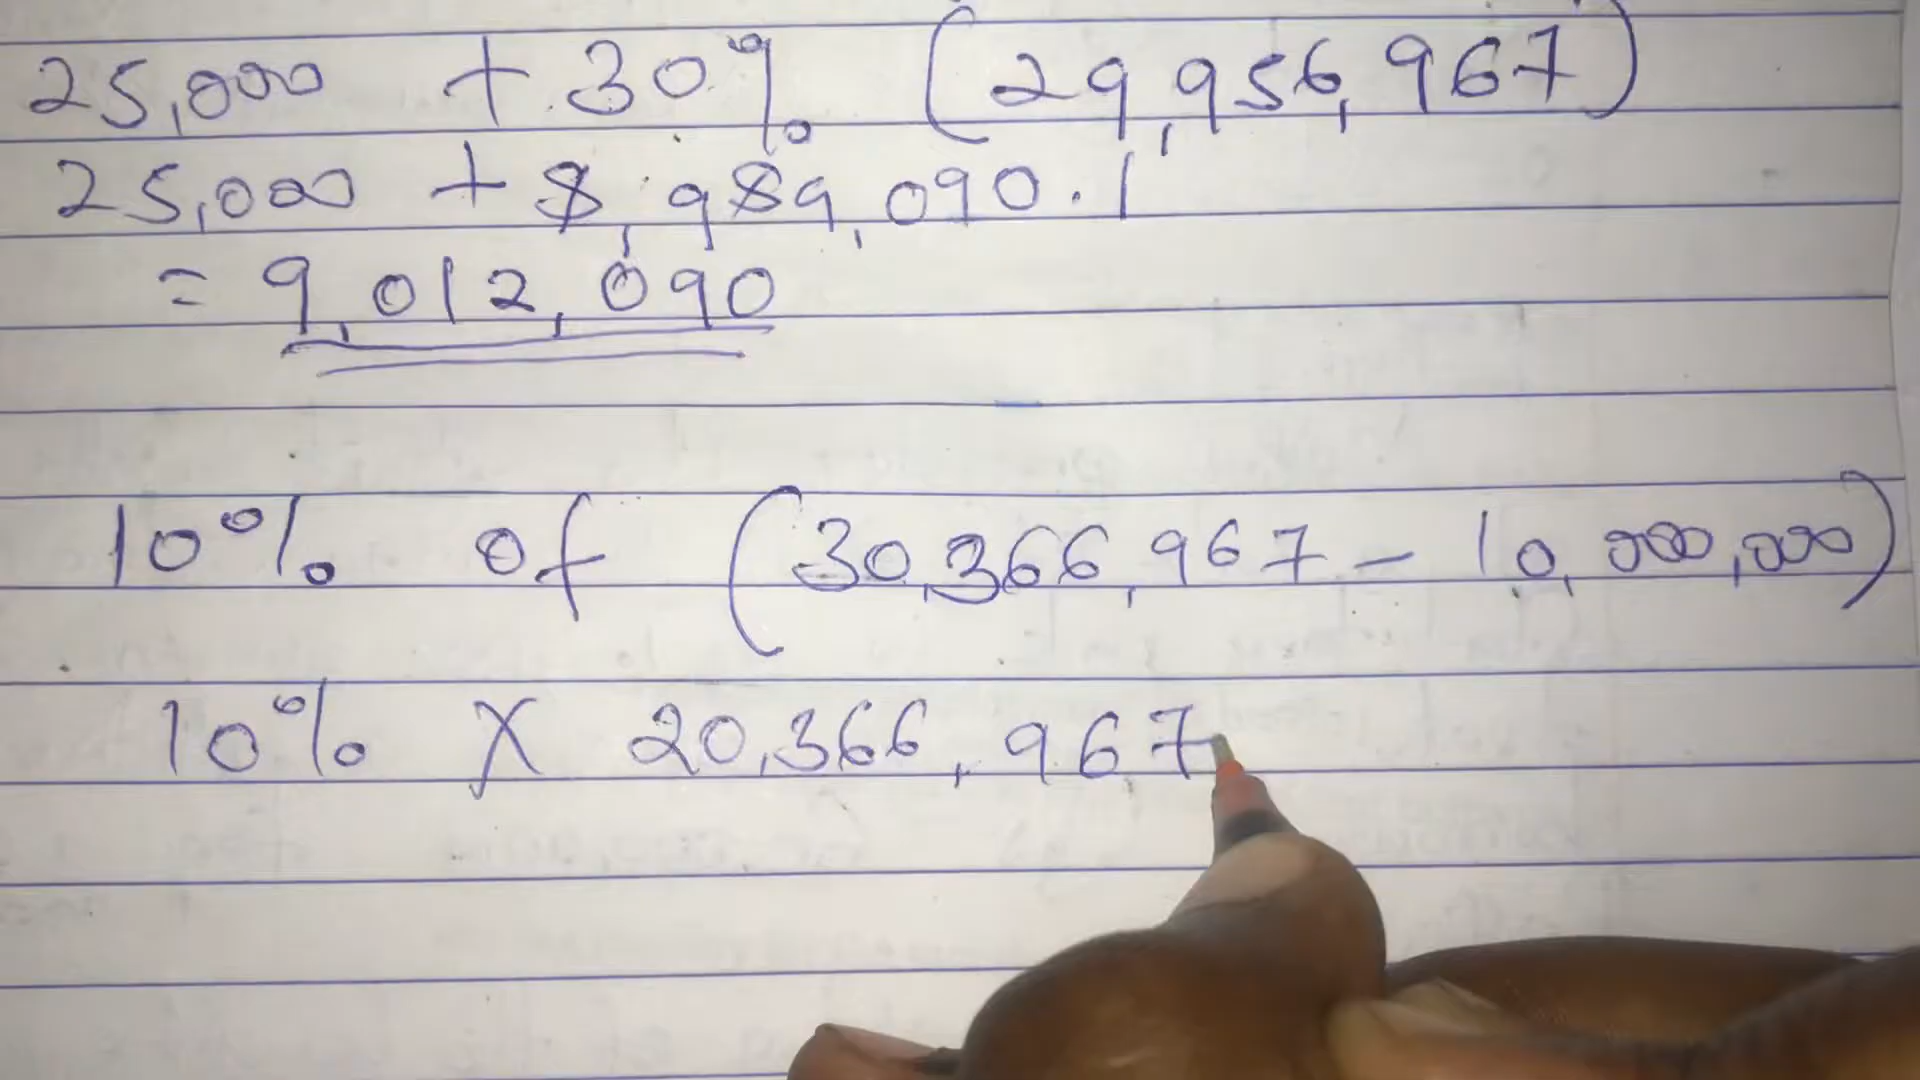 25,000 + 30% (29,956,967)
25,000 + 8,989,090.1
= 9,012,090
10% of (30,366,967 - 10,000,000)
10% X 20,366,967